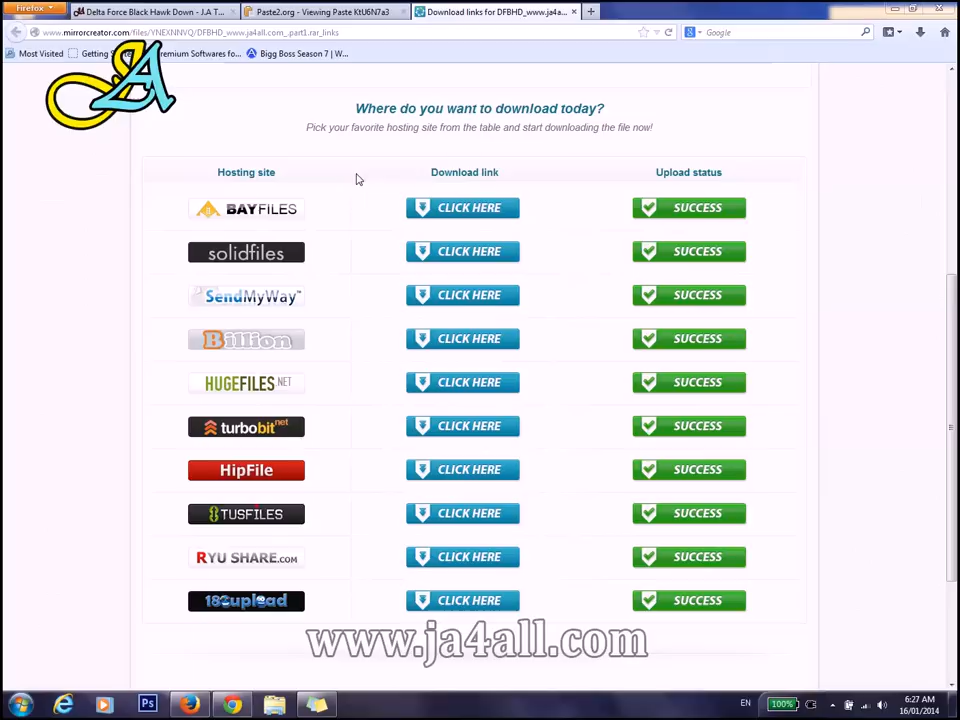 Firefox
Delta Force Black Hawk Down - J.A T...
Paste2.org - Viewing Paste KtU6N7a3
Download links for DFBHD_www.ja4a...
www.mirrorcreator.com/files/YNEXNNVQ/DFBHD_www.ja4all.com_.part1.rar_links
Google
Most Visited
Getting
Premium Softwares fo...
Bigg Boss Season 7 | W...
JA
Where do you want to download today?
Pick your favorite hosting site from the table and start downloading the file now!
Hosting site Download link Upload status
BAYFILES CLICK HERE SUCCESS
solidfiles CLICK HERE SUCCESS
SendMyWay™ CLICK HERE SUCCESS
Billion CLICK HERE SUCCESS
HUGEFILES.NET CLICK HERE SUCCESS
turbobit.net CLICK HERE SUCCESS
HipFile CLICK HERE SUCCESS
TUSFILES CLICK HERE SUCCESS
RYU SHARE.COM CLICK HERE SUCCESS
180upload CLICK HERE SUCCESS
www.ja4all.com
Ps
EN
100%
6:27 AM
16/01/2014